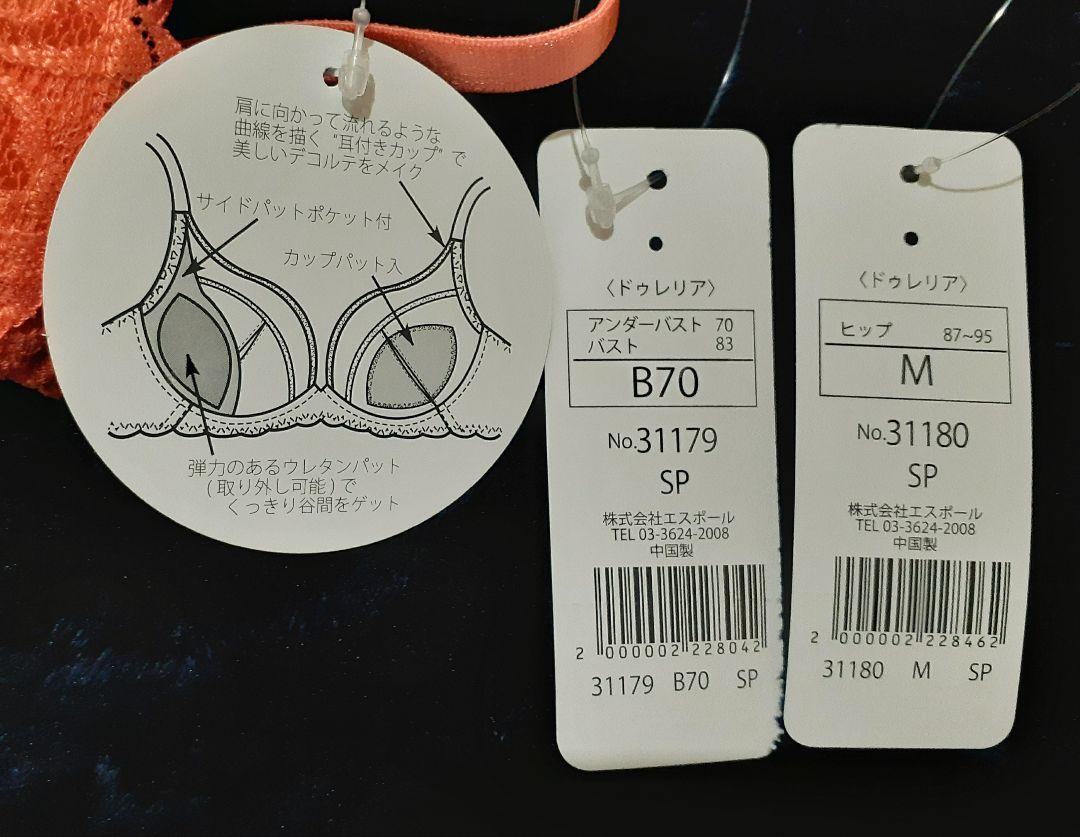 肩に向かって流れるような
曲線を描く“耳付きカップ”で
美しいデコルテをメイク
サイドパットポケット付
カップパット入
弾力のあるウレタンパット
(取り外し可能)で
くっきり谷間をゲット
〈ドゥレリア〉
アンダーバスト 70
バスト 83
B70
No.31179
SP
株式会社エスポール
TEL 03-3624-2008
中国製
2 000002 228042
31179 B70 SP
〈ドゥレリア〉
ヒップ 87~95
M
No.31180
SP
株式会社エスポール
TEL 03-3624-2008
中国製
2 000002 228462
31180 M SP